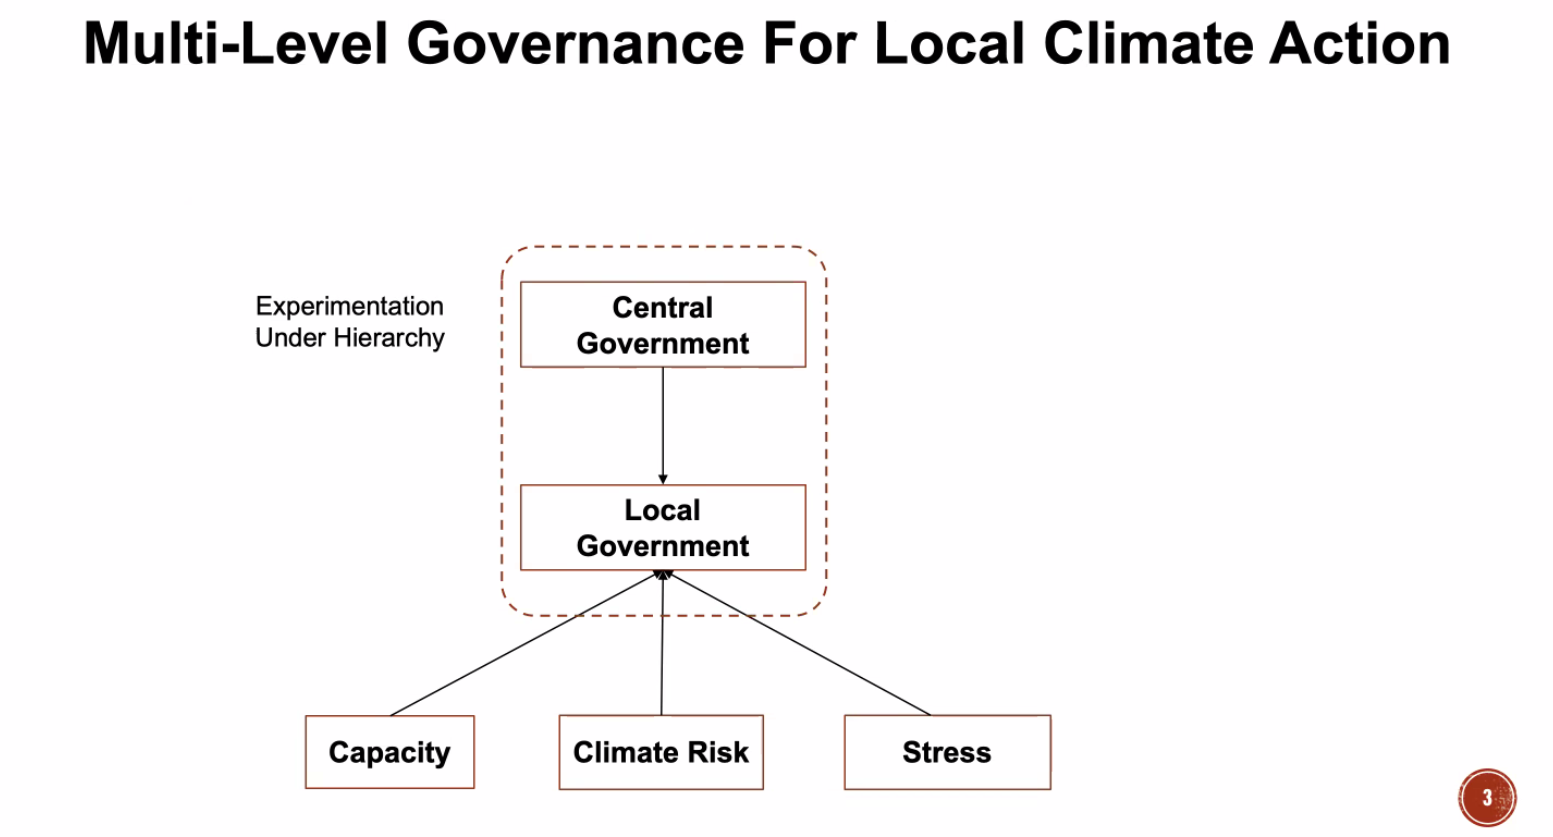 Multi-Level Governance For Local Climate Action
Experimentation
Under Hierarchy
Central
Government
Local
Government
Capacity
Climate Risk
Stress
3